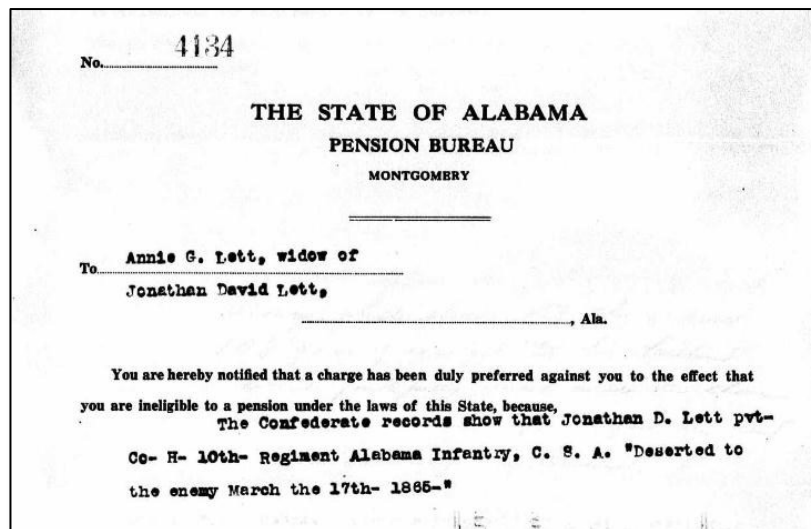 No. 4134
THE STATE OF ALABAMA
PENSION BUREAU
MONTGOMERY
To Annie G. Lett, widow of
Jonathan David Lett,
, Ala.
You are hereby notified that a charge has been duly preferred against you to the effect that
you are ineligible to a pension under the laws of this State, because,
The Confederate records show that Jonathan D. Lett pvt-
Co- H- 10th- Regiment Alabama Infantry, C. S. A. "Deserted to
the enemy March the 17th- 1865-"